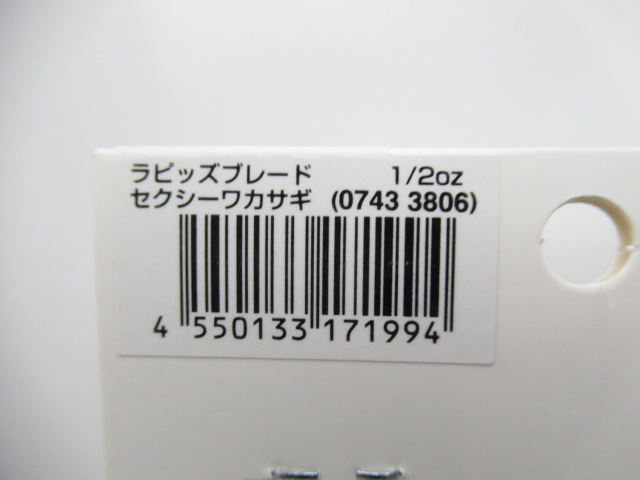 ラピッズブレード 1/2oz
セクシーワカサギ (0743 3806)
4 550133 171994